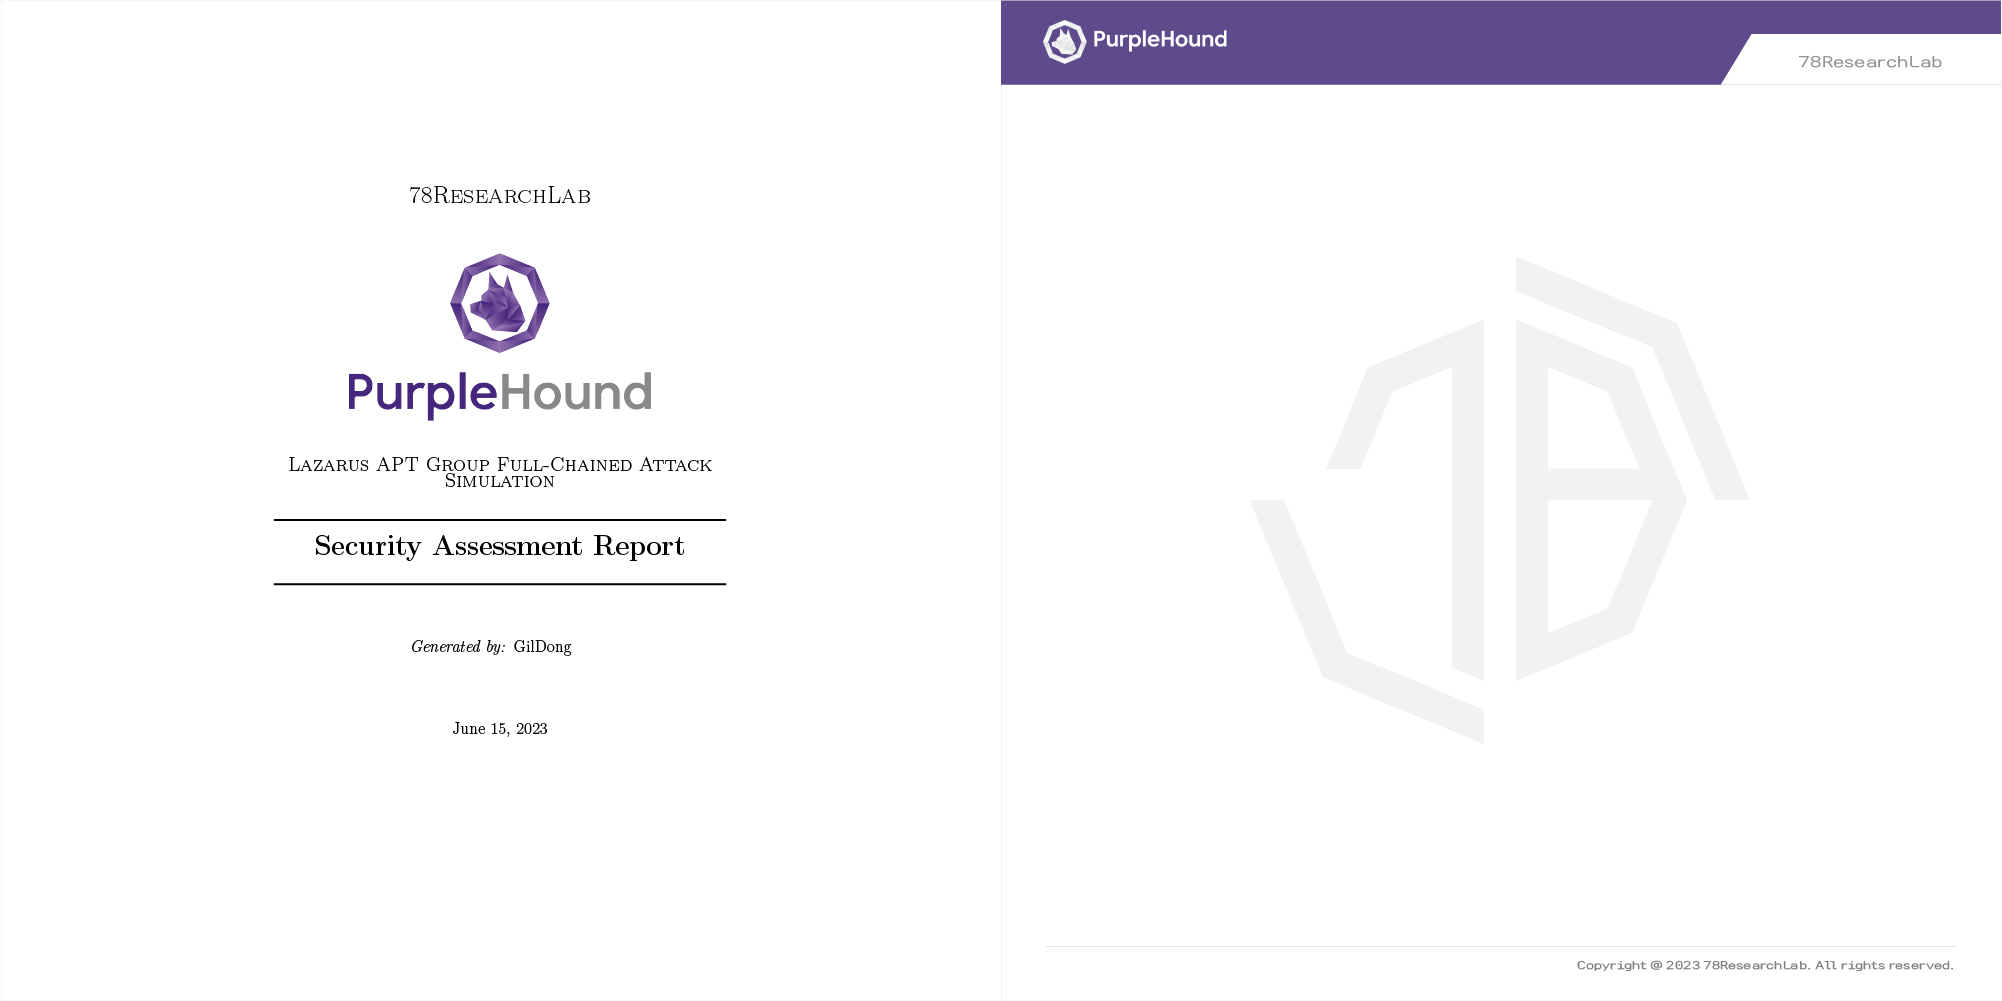 78ResearchLab
PurpleHound
Lazarus APT Group Full-Chained Attack
Simulation
Security Assessment Report
Generated by: GilDong
June 15, 2023
PurpleHound
78ResearchLab
78
Copyright @ 2023 78ResearchLab. All rights reserved.